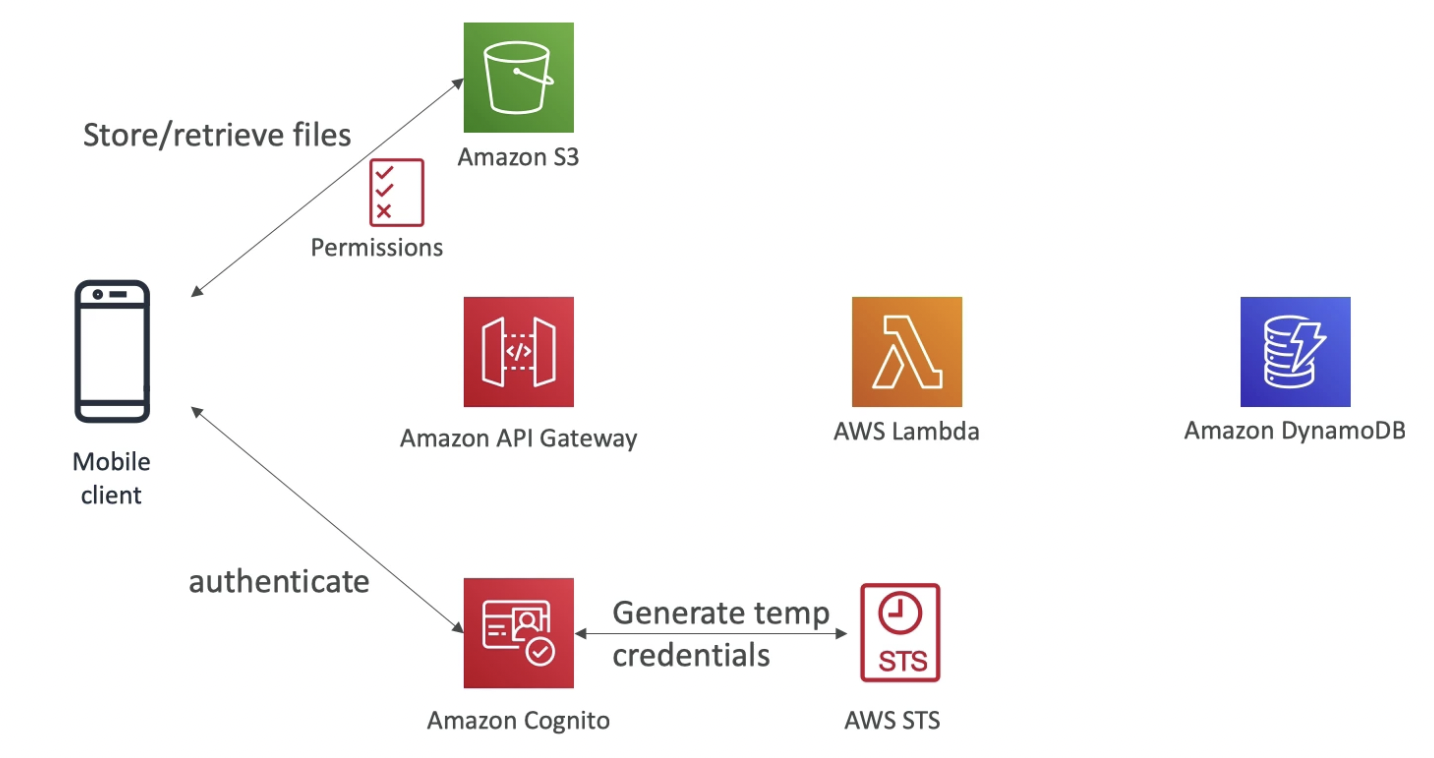 Store/retrieve files
Amazon S3
Permissions
Mobile
client
</>
Amazon API Gateway
AWS Lambda
Amazon DynamoDB
authenticate
Generate temp
credentials
STS
Amazon Cognito
AWS STS